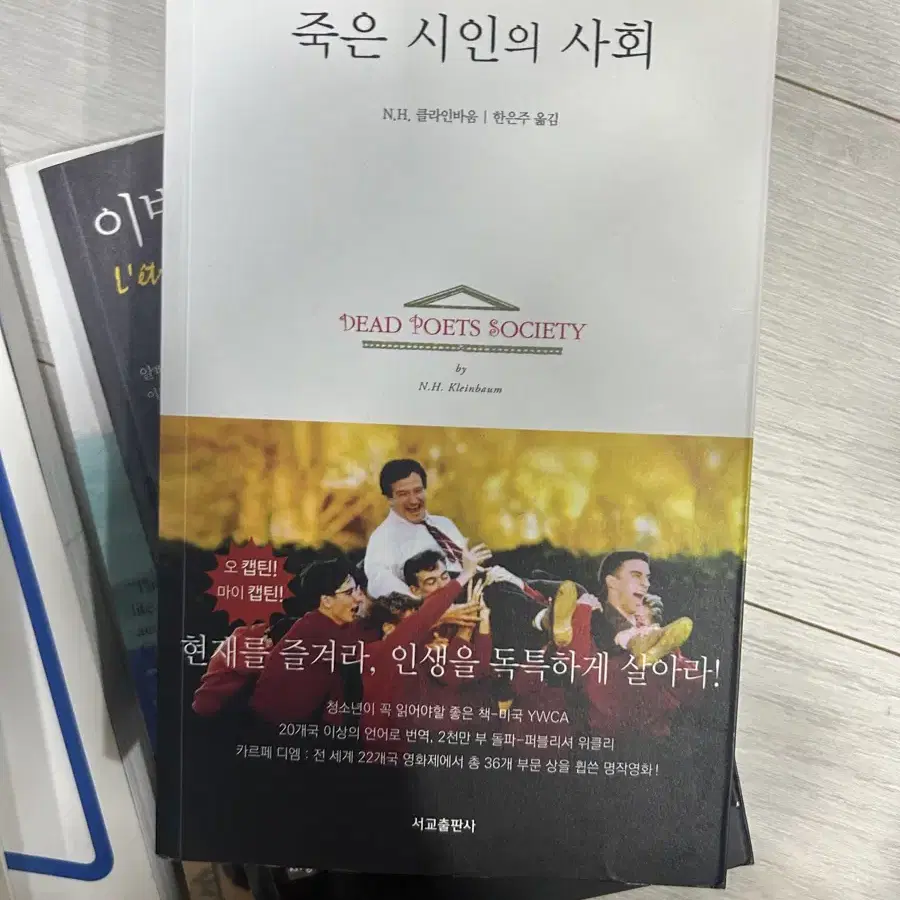 죽은 시인의 사회
N.H. 클라인바움 | 한은주 옮김
DEAD POETS SOCIETY
by
N.H. Kleinbaum
오 캡틴!
마이 캡틴!
현재를 즐겨라, 인생을 독특하게 살아라!
청소년이 꼭 읽어야할 좋은 책-미국 YWCA
20개국 이상의 언어로 번역, 2천만 부 돌파-퍼블리셔 위클리
카르페 디엠 : 전 세계 22개국 영화제에서 총 36개 부문 상을 휩쓴 명작영화!
서교출판사
L'ét